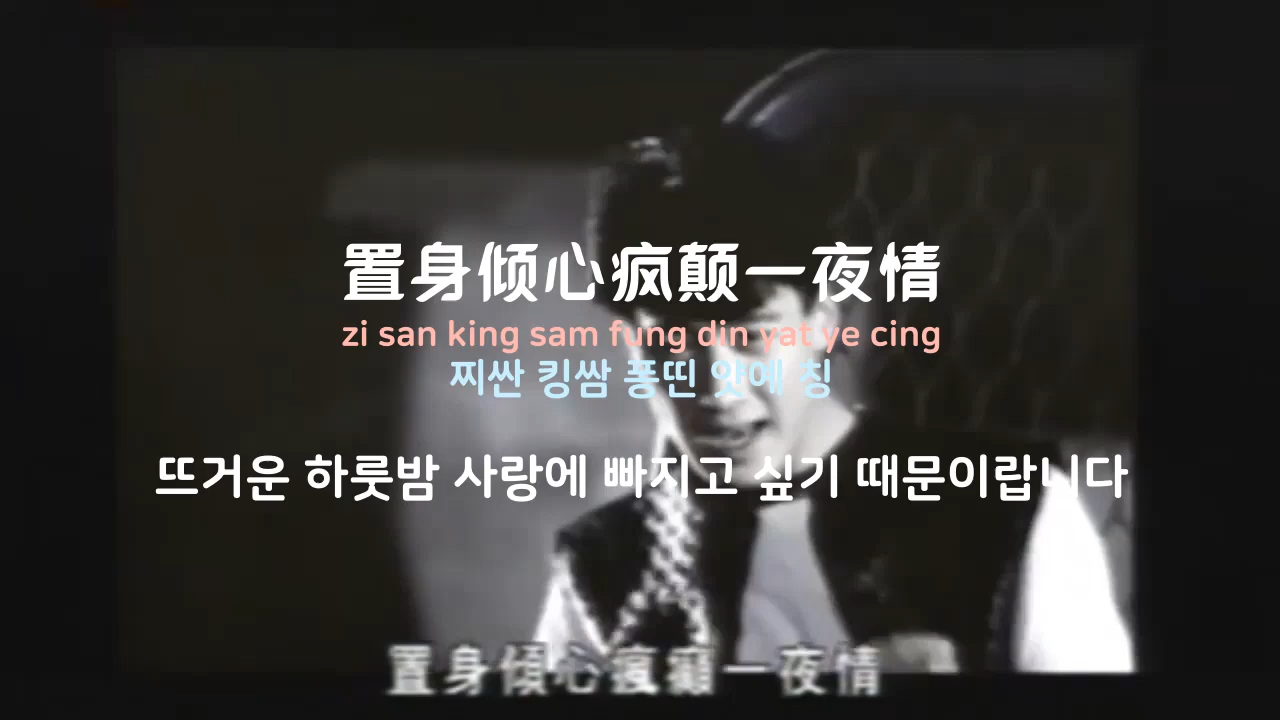 置身倾心疯颠一夜情
zi san king sam fung din yat ye cing
찌싼 킹쌈 퐁띤 얏예 칭
뜨거운 하룻밤 사랑에 빠지고 싶기 때문이랍니다
置身傾心瘋癲一夜情